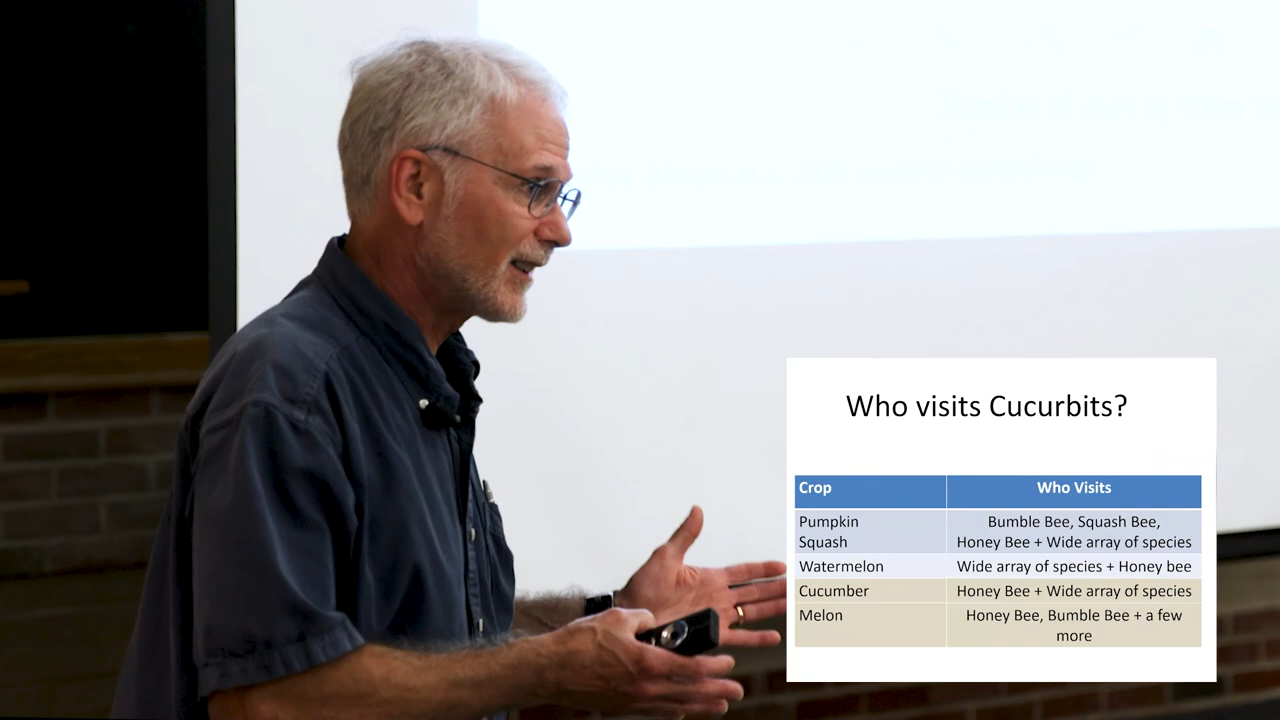 Who visits Cucurbits?
Crop Who Visits
Pumpkin Bumble Bee, Squash Bee,
Squash Honey Bee + Wide array of species
Watermelon Wide array of species + Honey bee
Cucumber Honey Bee + Wide array of species
Melon Honey Bee, Bumble Bee + a few
more